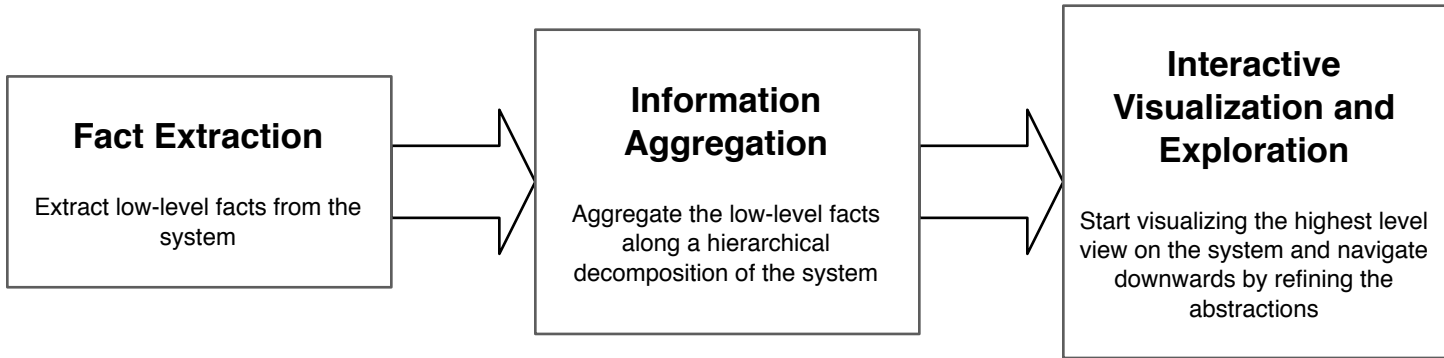 Fact Extraction
Extract low-level facts from the
system
Information
Aggregation
Aggregate the low-level facts
along a hierarchical
decomposition of the system
Interactive
Visualization and
Exploration
Start visualizing the highest level
view on the system and navigate
downwards by refining the
abstractions